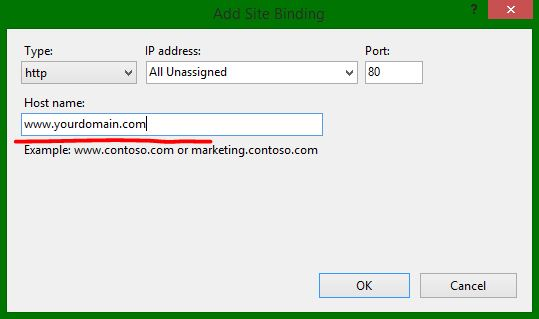 Add Site Binding
? ×
Type: IP address: Port:
http All Unassigned 80
Host name:
www.yourdomain.com
Example: www.contoso.com or marketing.contoso.com
OK Cancel